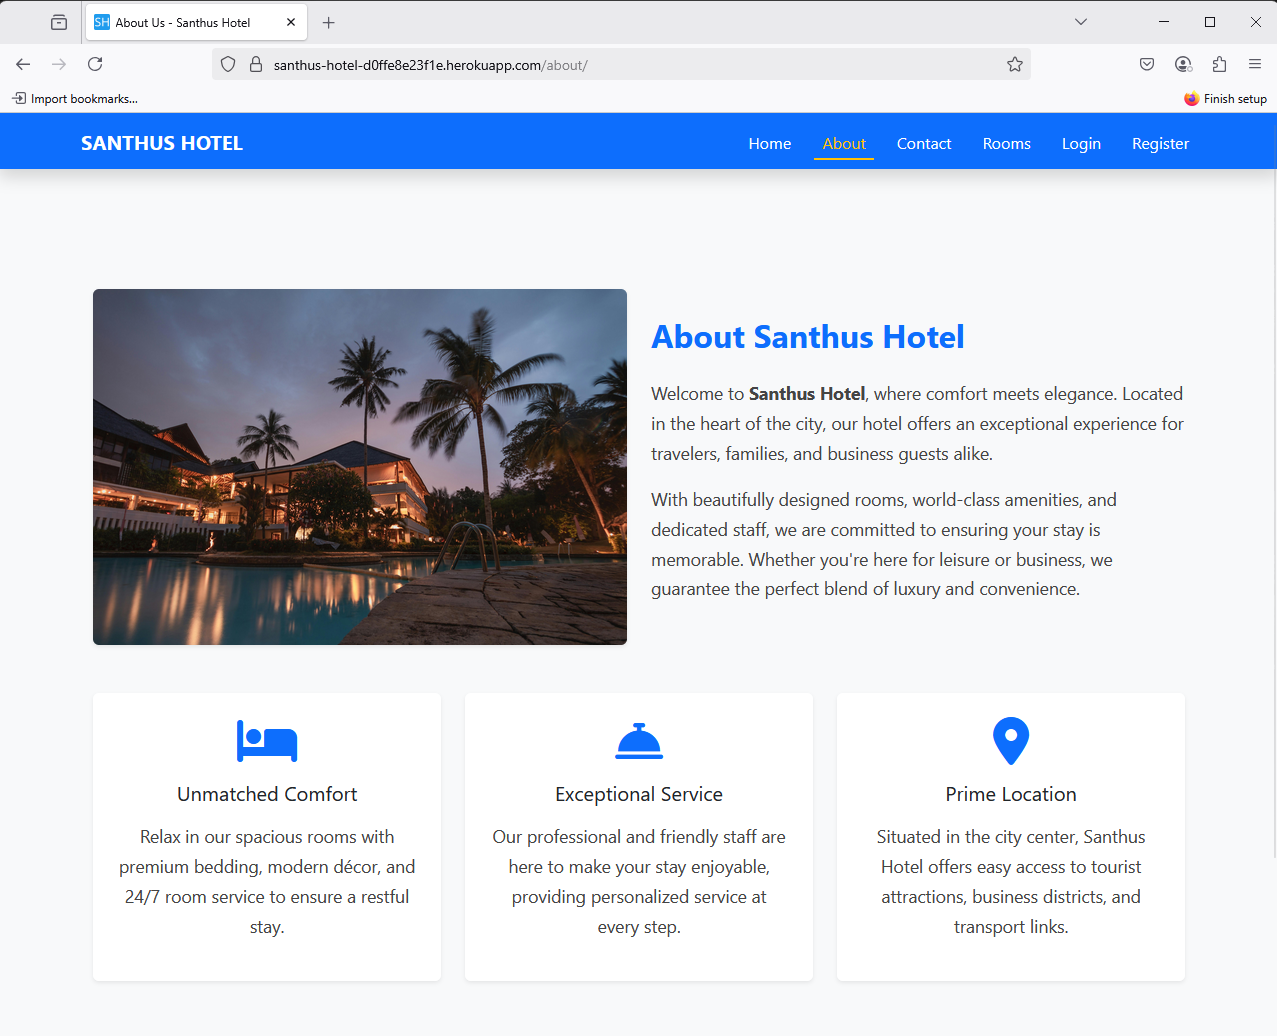 SH About Us - Santhus Hotel
santhus-hotel-d0ffe8e23f1e.herokuapp.com/about/
Import bookmarks...
Finish setup
SANTHUS HOTEL
Home About Contact Rooms Login Register
About Santhus Hotel
Welcome to Santhus Hotel, where comfort meets elegance. Located
in the heart of the city, our hotel offers an exceptional experience for
travelers, families, and business guests alike.
With beautifully designed rooms, world-class amenities, and
dedicated staff, we are committed to ensuring your stay is
memorable. Whether you're here for leisure or business, we
guarantee the perfect blend of luxury and convenience.
Unmatched Comfort
Relax in our spacious rooms with
premium bedding, modern décor, and
24/7 room service to ensure a restful
stay.
Exceptional Service
Our professional and friendly staff are
here to make your stay enjoyable,
providing personalized service at
every step.
Prime Location
Situated in the city center, Santhus
Hotel offers easy access to tourist
attractions, business districts, and
transport links.